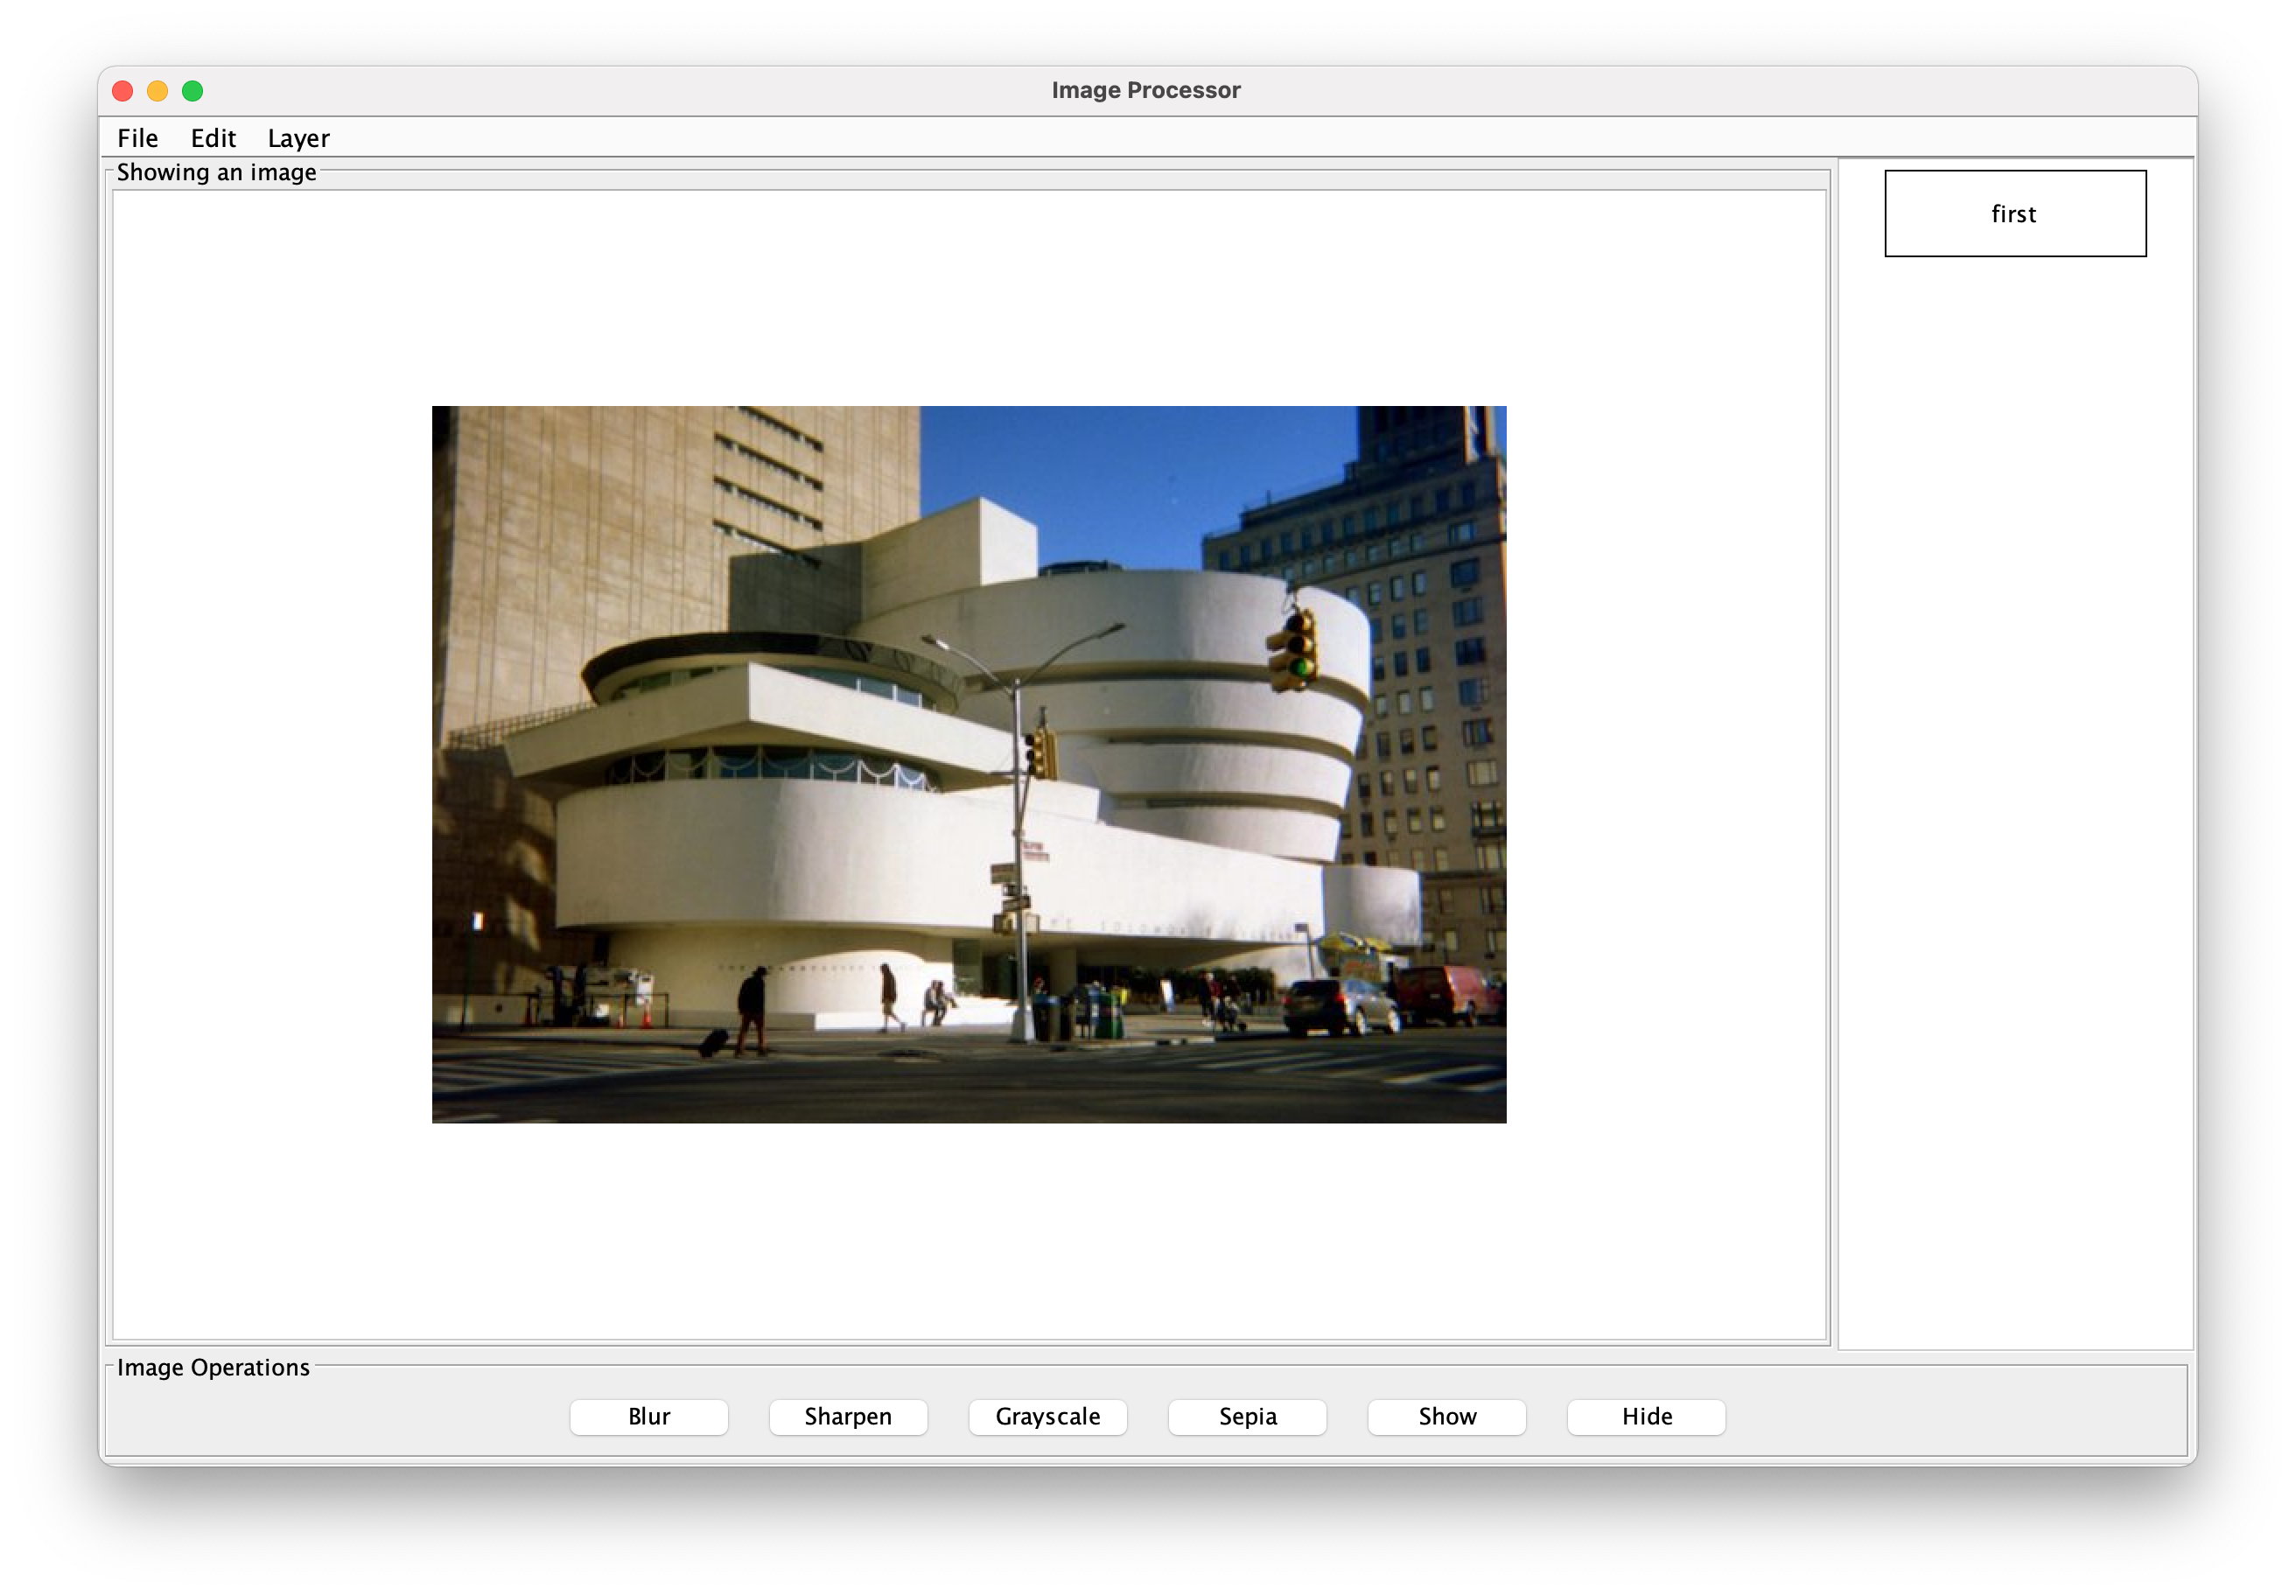 Image Processor
File Edit Layer
Showing an image
first
Image Operations
Blur Sharpen Grayscale Sepia Show Hide